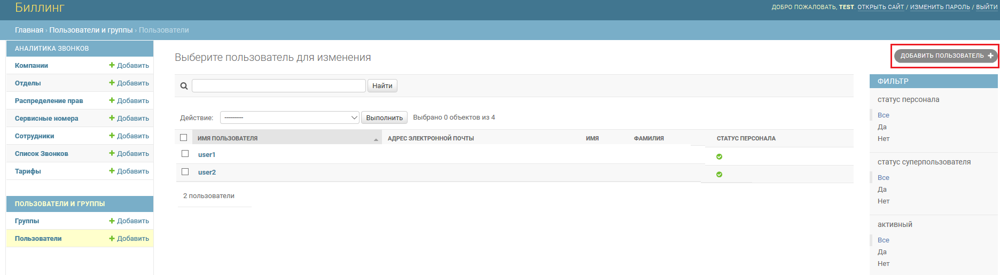 Биллинг
ДОБРО ПОЖАЛОВАТЬ, TEST. ОТКРЫТЬ САЙТ / ИЗМЕНИТЬ ПАРОЛЬ / ВЫЙТИ
Главная › Пользователи и группы › Пользователи
АНАЛИТИКА ЗВОНКОВ
Компании + Добавить
Отделы + Добавить
Распределение прав + Добавить
Сервисные номера + Добавить
Сотрудники + Добавить
Список Звонков + Добавить
Тарифы + Добавить
ПОЛЬЗОВАТЕЛИ И ГРУППЫ
Группы + Добавить
Пользователи + Добавить
Выберите пользователь для изменения
ДОБАВИТЬ ПОЛЬЗОВАТЕЛЬ +
Найти
Действие: --------- Выполнить Выбрано 0 объектов из 4
ИМЯ ПОЛЬЗОВАТЕЛЯ АДРЕС ЭЛЕКТРОННОЙ ПОЧТЫ ИМЯ ФАМИЛИЯ СТАТУС ПЕРСОНАЛА
user1
user2
2 пользователи
ФИЛЬТР
статус персонала
Все
Да
Нет
статус суперпользователя
Все
Да
Нет
активный
Все
Да
Нет